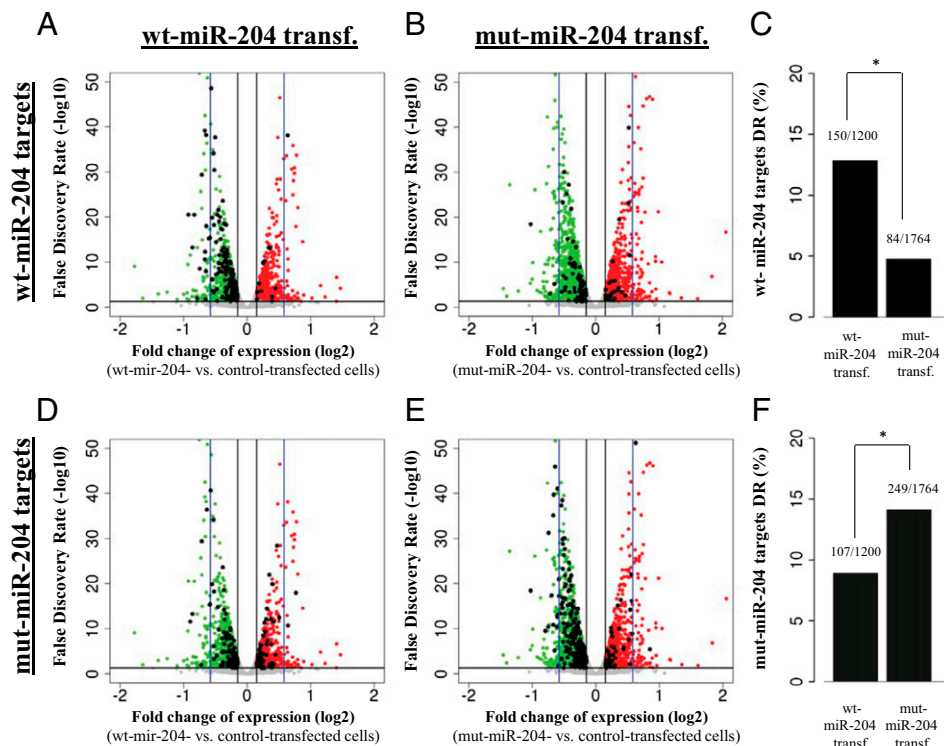 A
wt-miR-204 transf.
B
mut-miR-204 transf.
C
wt-miR-204 targets
False Discovery Rate (-log10)
50
40
30
20
10
0
-2 -1 0 1 2
Fold change of expression (log2)
(wt-mir-204- vs. control-transfected cells)
False Discovery Rate (-log10)
50
40
30
20
10
0
-2 -1 0 1 2
Fold change of expression (log2)
(mut-miR-204- vs. control-transfected cells)
wt- miR-204 targets DR (%)
20
15
10
5
0
*
150/1200
84/1764
wt-
miR-204
transf.
mut-
miR-204
transf.
D
E
F
mut-miR-204 targets
False Discovery Rate (-log10)
50
40
30
20
10
0
-2 -1 0 1 2
Fold change of expression (log2)
(wt-mir-204- vs. control-transfected cells)
False Discovery Rate (-log10)
50
40
30
20
10
0
-2 -1 0 1 2
Fold change of expression (log2)
(mut-miR-204- vs. control-transfected cells)
mut-miR-204 targets DR (%)
20
15
10
5
0
*
107/1200
249/1764
wt-
miR-204
transf.
mut-
miR-204
transf.